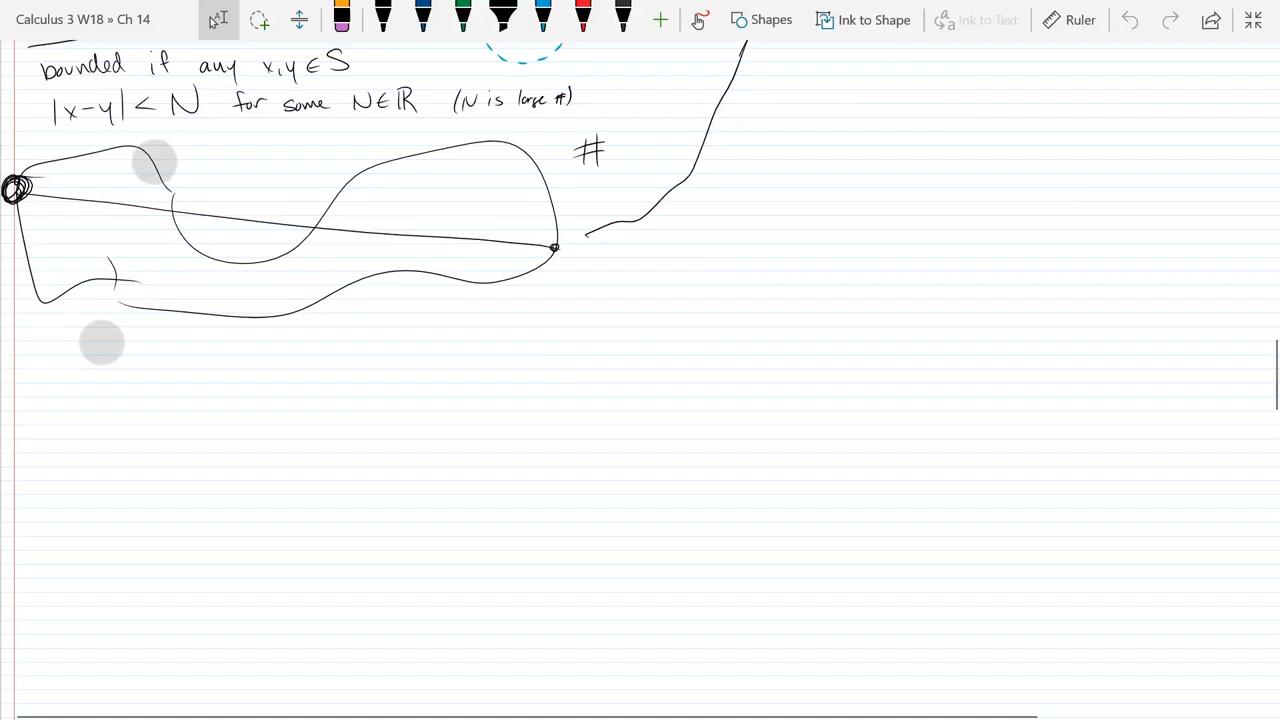 Calculus 3 W18 » Ch 14
Shapes
Ink to Shape
Ink to Text
Ruler
bounded if any x,y ∈ S
|x-y| < N for some N∈ℝ (N is large #)
#